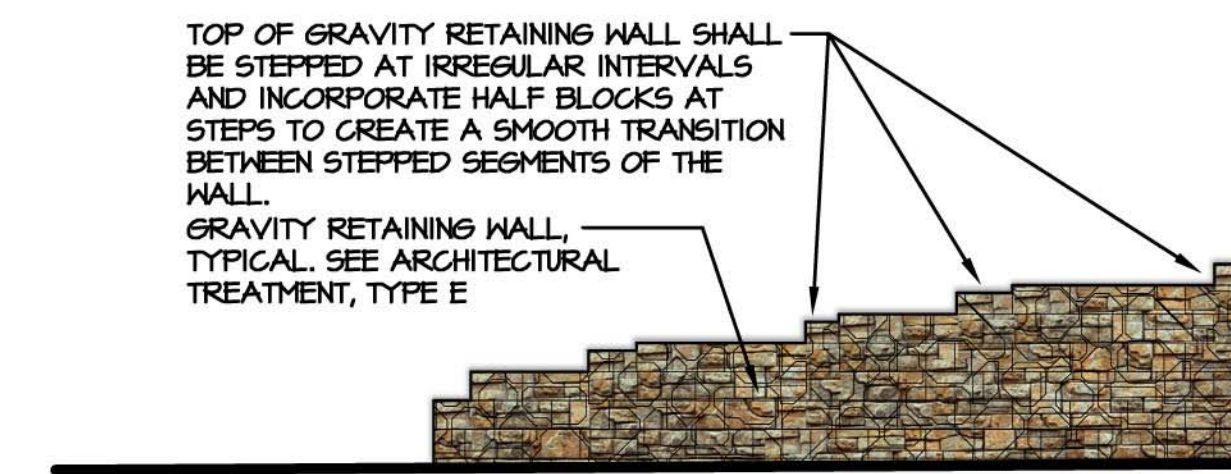 TOP OF GRAVITY RETAINING WALL SHALL
BE STEPPED AT IRREGULAR INTERVALS
AND INCORPORATE HALF BLOCKS AT
STEPS TO CREATE A SMOOTH TRANSITION
BETWEEN STEPPED SEGMENTS OF THE
WALL.
GRAVITY RETAINING WALL,
TYPICAL. SEE ARCHITECTURAL
TREATMENT, TYPE E